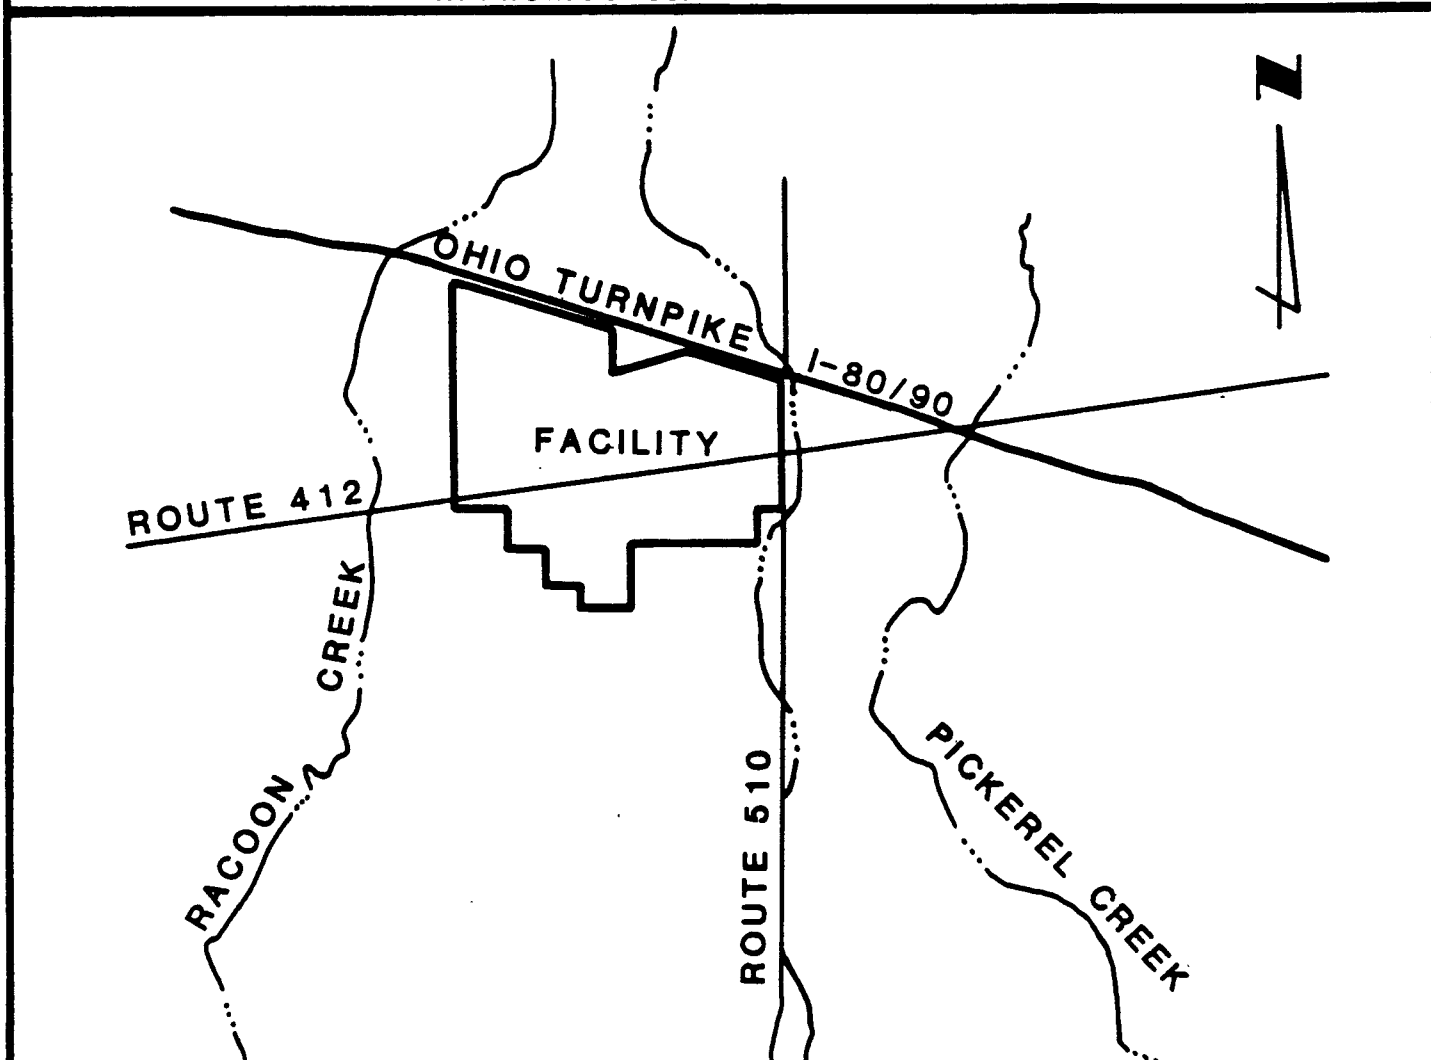 N
OHIO TURNPIKE
I-80/90
FACILITY
ROUTE 412
RACOON CREEK
ROUTE 510
PICKEREL CREEK